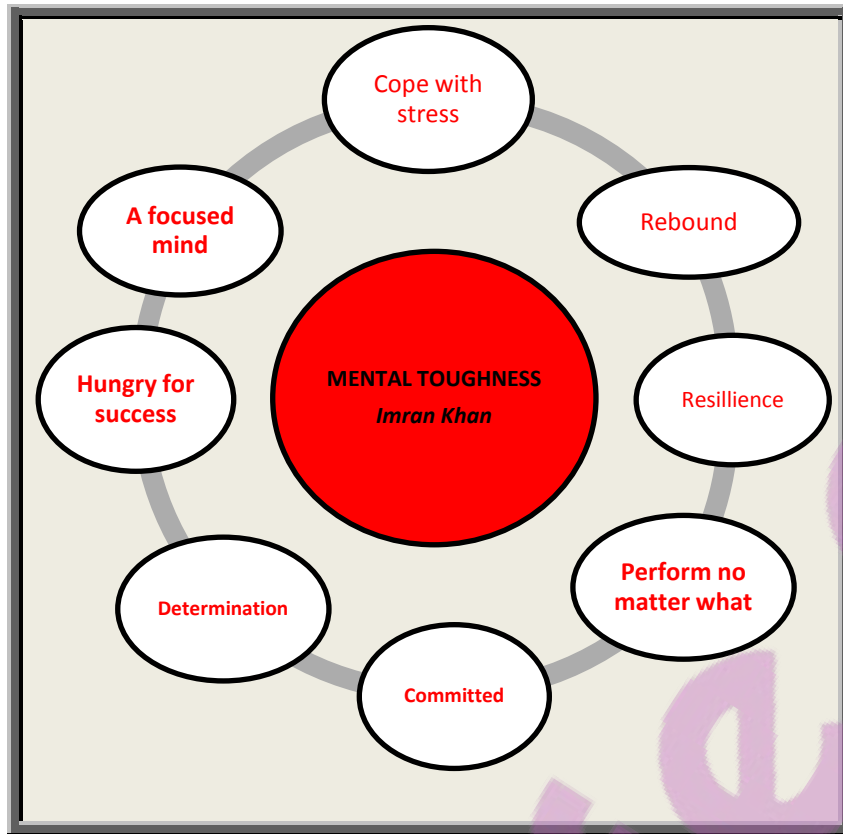 Cope with
stress
Rebound
Resillience
Perform no
matter what
Committed
Determination
Hungry for
success
A focused
mind
MENTAL TOUGHNESS
Imran Khan